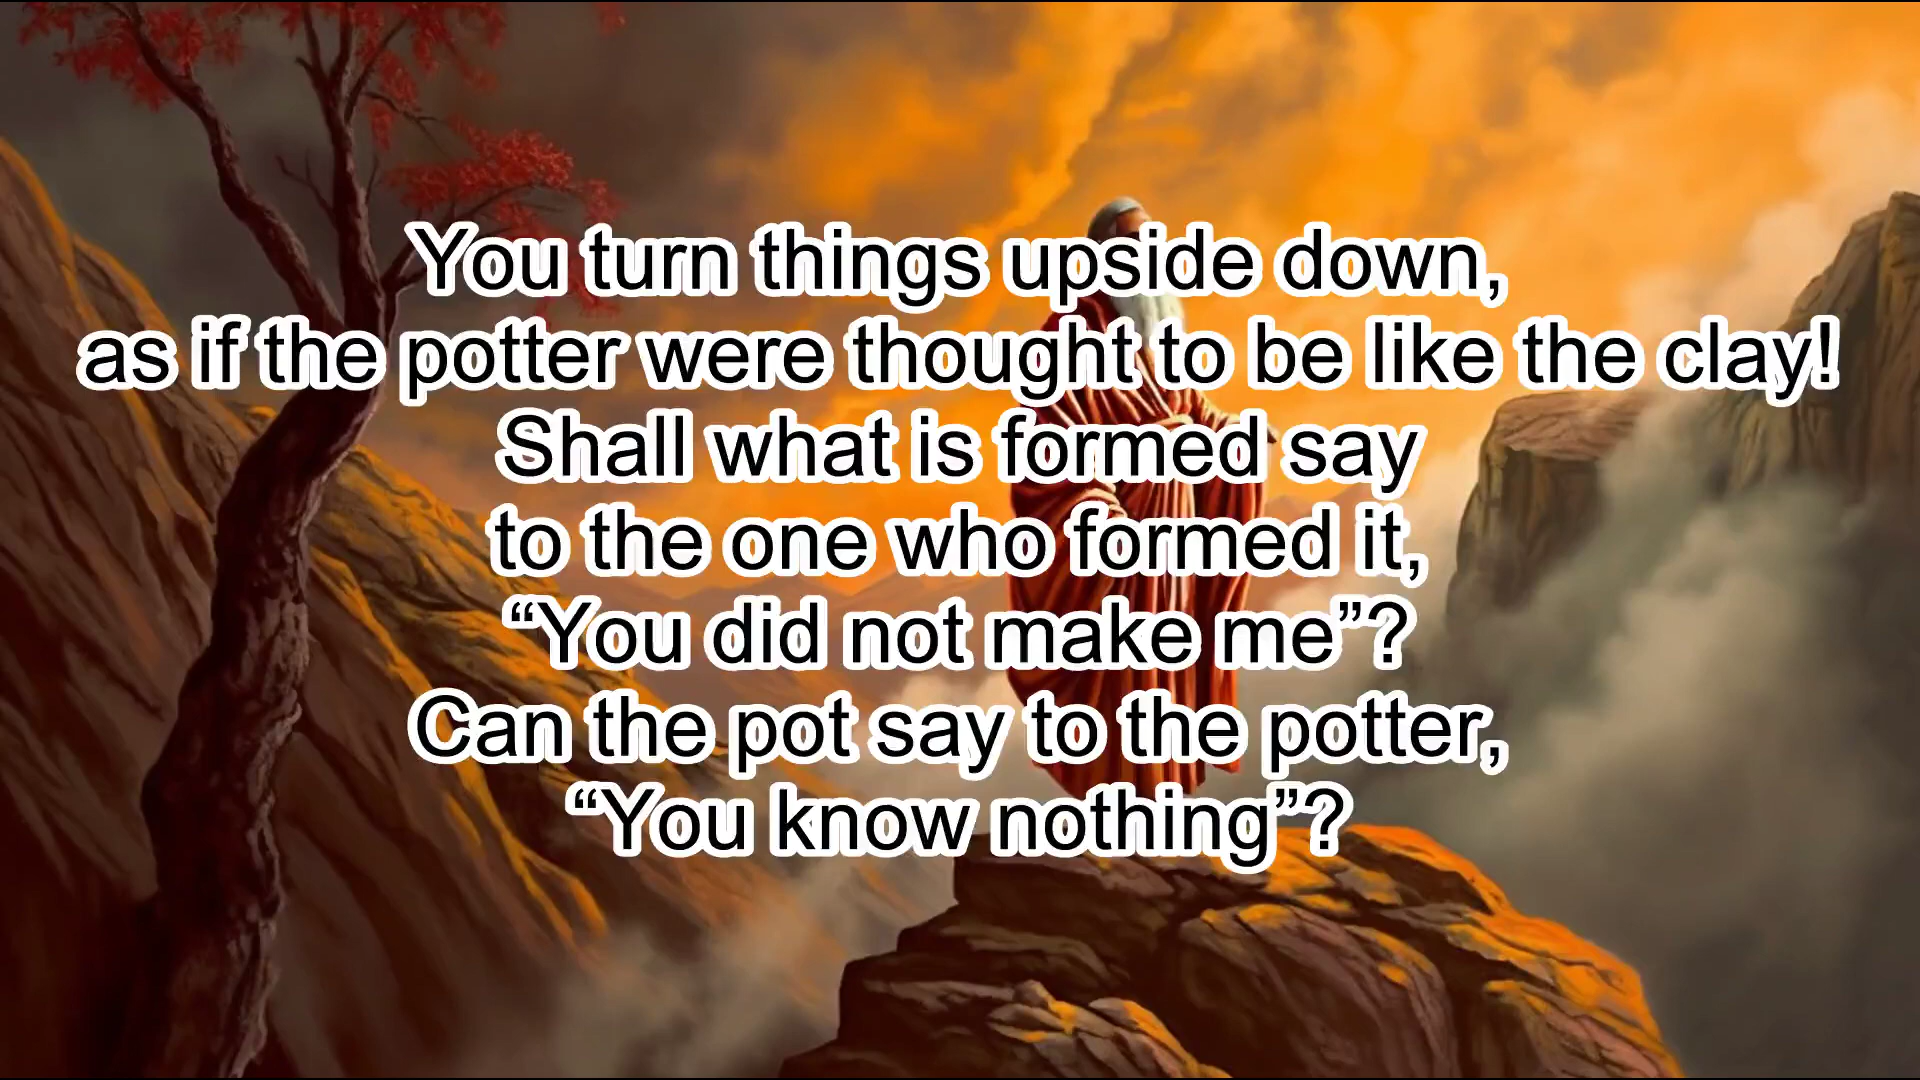 You turn things upside down,
as if the potter were thought to be like the clay!
Shall what is formed say
to the one who formed it,
“You did not make me”?
Can the pot say to the potter,
“You know nothing”?